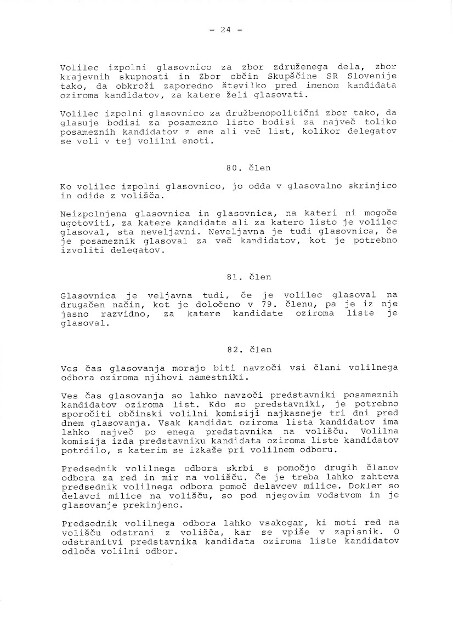 - 24 -
Volilec izpolni glasovnico za zbor združenega dela, zbor
krajevnih skupnosti in Zbor občin Skupščine SR Slovenije
tako, da obkroži zaporedno številko pred imenom kandidata
oziroma kandidatov, za katere želi glasovati.
Volilec izpolni glasovnico za družbenopolitični zbor tako, da
glasuje bodisi za posamezno listo bodisi za največ toliko
posameznih kandidatov z ene ali več list, kolikor delegatov
se voli v tej volilni enoti.
80. člen
Ko volilec izpolni glasovnico, jo odda v glasovalno skrinjico
in odide z volišča.
Neizpolnjena glasovnica in glasovnica, na kateri ni mogoče
ugotoviti, za katere kandidate ali za katero listo je volilec
glasoval, sta neveljavni. Neveljavna je tudi glasovnica, če
je posameznik glasoval za več kandidatov, kot je potrebno
izvoliti delegatov.
81. člen
Glasovnica je veljavna tudi, če je volilec glasoval na
drugačen način, kot je določeno v 79. členu, pa je iz nje
jasno razvidno, za katere kandidate oziroma liste je
glasoval.
82. člen
Ves čas glasovanja morajo biti navzoči vsi člani volilnega
odbora oziroma njihovi namestniki.
Ves čas glasovanja so lahko navzoči predstavniki posameznih
kandidatov oziroma list. Kdo so predstavniki, je potrebno
sporočiti občinski volilni komisiji najkasneje tri dni pred
dnem glasovanja. Vsak kandidat oziroma lista kandidatov ima
lahko največ po enega predstavnika na volišču. Volilna
komisija izda predstavniku kandidata oziroma liste kandidatov
potrdilo, s katerim se izkaže pri volilnem odboru.
Predsednik volilnega odbora skrbi s pomočjo drugih članov
odbora za red in mir na volišču. Če je treba lahko zahteva
predsednik volilnega odbora pomoč delavcev milice. Dokler so
delavci milice na volišču, so pod njegovim vodstvom in je
glasovanje prekinjeno.
Predsednik volilnega odbora lahko vsakogar, ki moti red na
volišču odstrani z volišča, kar se vpiše v zapisnik. O
odstranitvi predstavnika kandidata oziroma liste kandidatov
odloča volilni odbor.